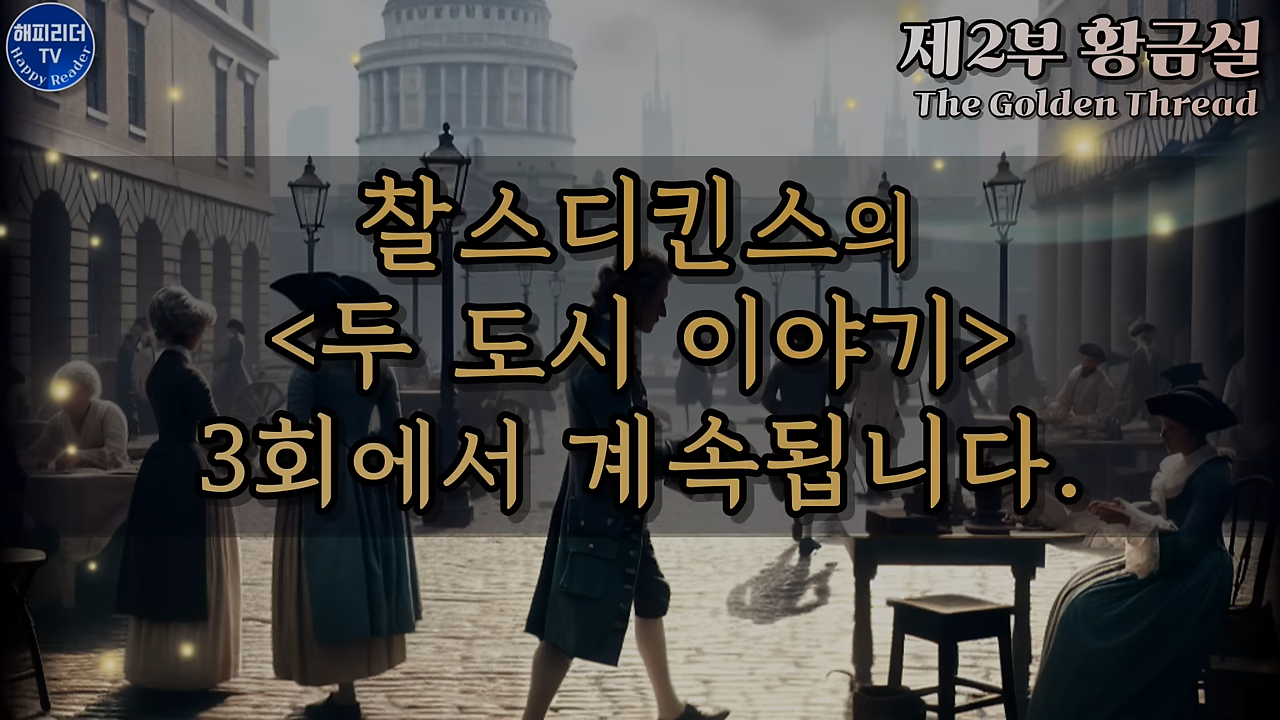 해피리더
TV
Happy Reader
제2부 황금실
The Golden Thread
찰스디킨스의
<두 도시 이야기>
3회에서 계속됩니다.